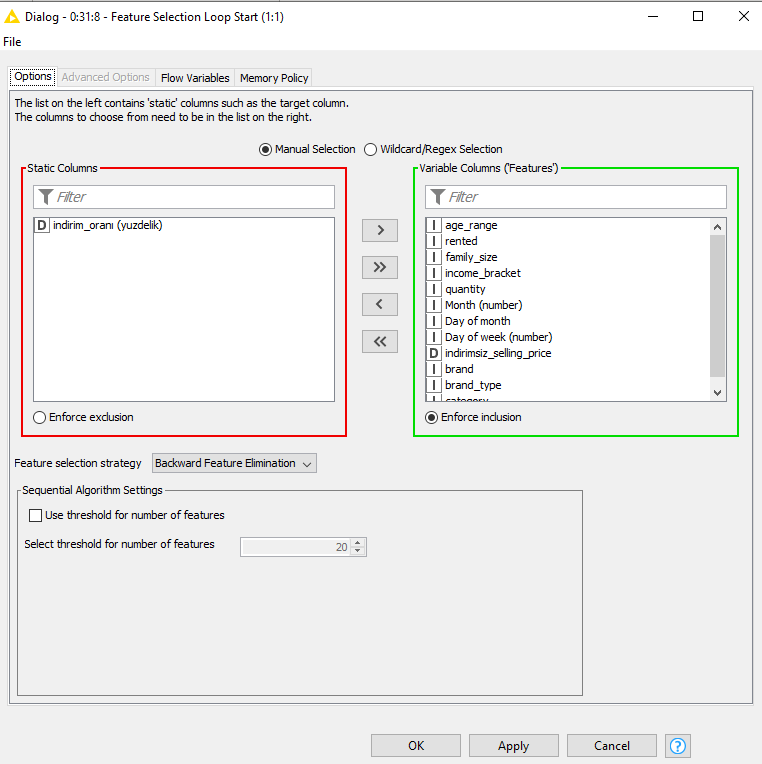 Dialog - 0:31:8 - Feature Selection Loop Start (1:1)
File
Options Advanced Options Flow Variables Memory Policy
The list on the left contains 'static' columns such as the target column.
The columns to choose from need to be in the list on the right.
Manual Selection Wildcard/Regex Selection
Static Columns
Filter
D indirim_oranı (yuzdelik)
Enforce exclusion
>
>>
<
<<
Variable Columns ('Features')
Filter
I age_range
I rented
I family_size
I income_bracket
I quantity
I Month (number)
I Day of month
I Day of week (number)
D indirimsiz_selling_price
I brand
I brand_type
I category
Enforce inclusion
Feature selection strategy Backward Feature Elimination
Sequential Algorithm Settings
Use threshold for number of features
Select threshold for number of features 20
OK Apply Cancel ?